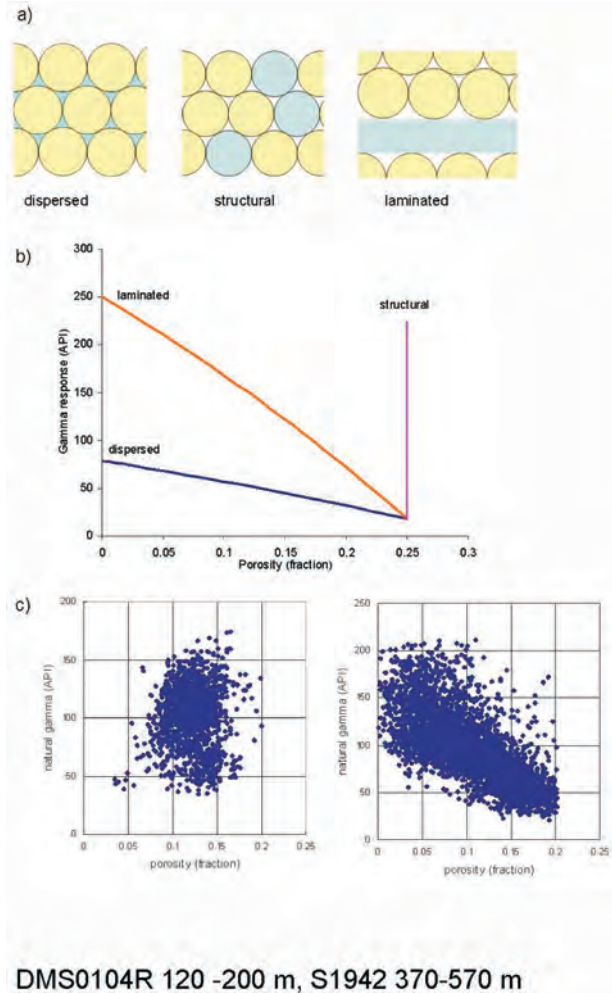 a)
dispersed
structural
laminated
b)
300
250
200
150
100
50
0
Gamma response (API)
laminated
structural
dispersed
0 0.05 0.1 0.15 0.2 0.25 0.3
Porosity (fraction)
c)
200
150
100
50
0
natural gamma (API)
0 0.05 0.1 0.15 0.2 0.25
porosity (fraction)
250
200
150
100
50
0
natural gamma (API)
0 0.05 0.1 0.15 0.2 0.25
porosity (fraction)
DMS0104R 120 -200 m, S1942 370-570 m